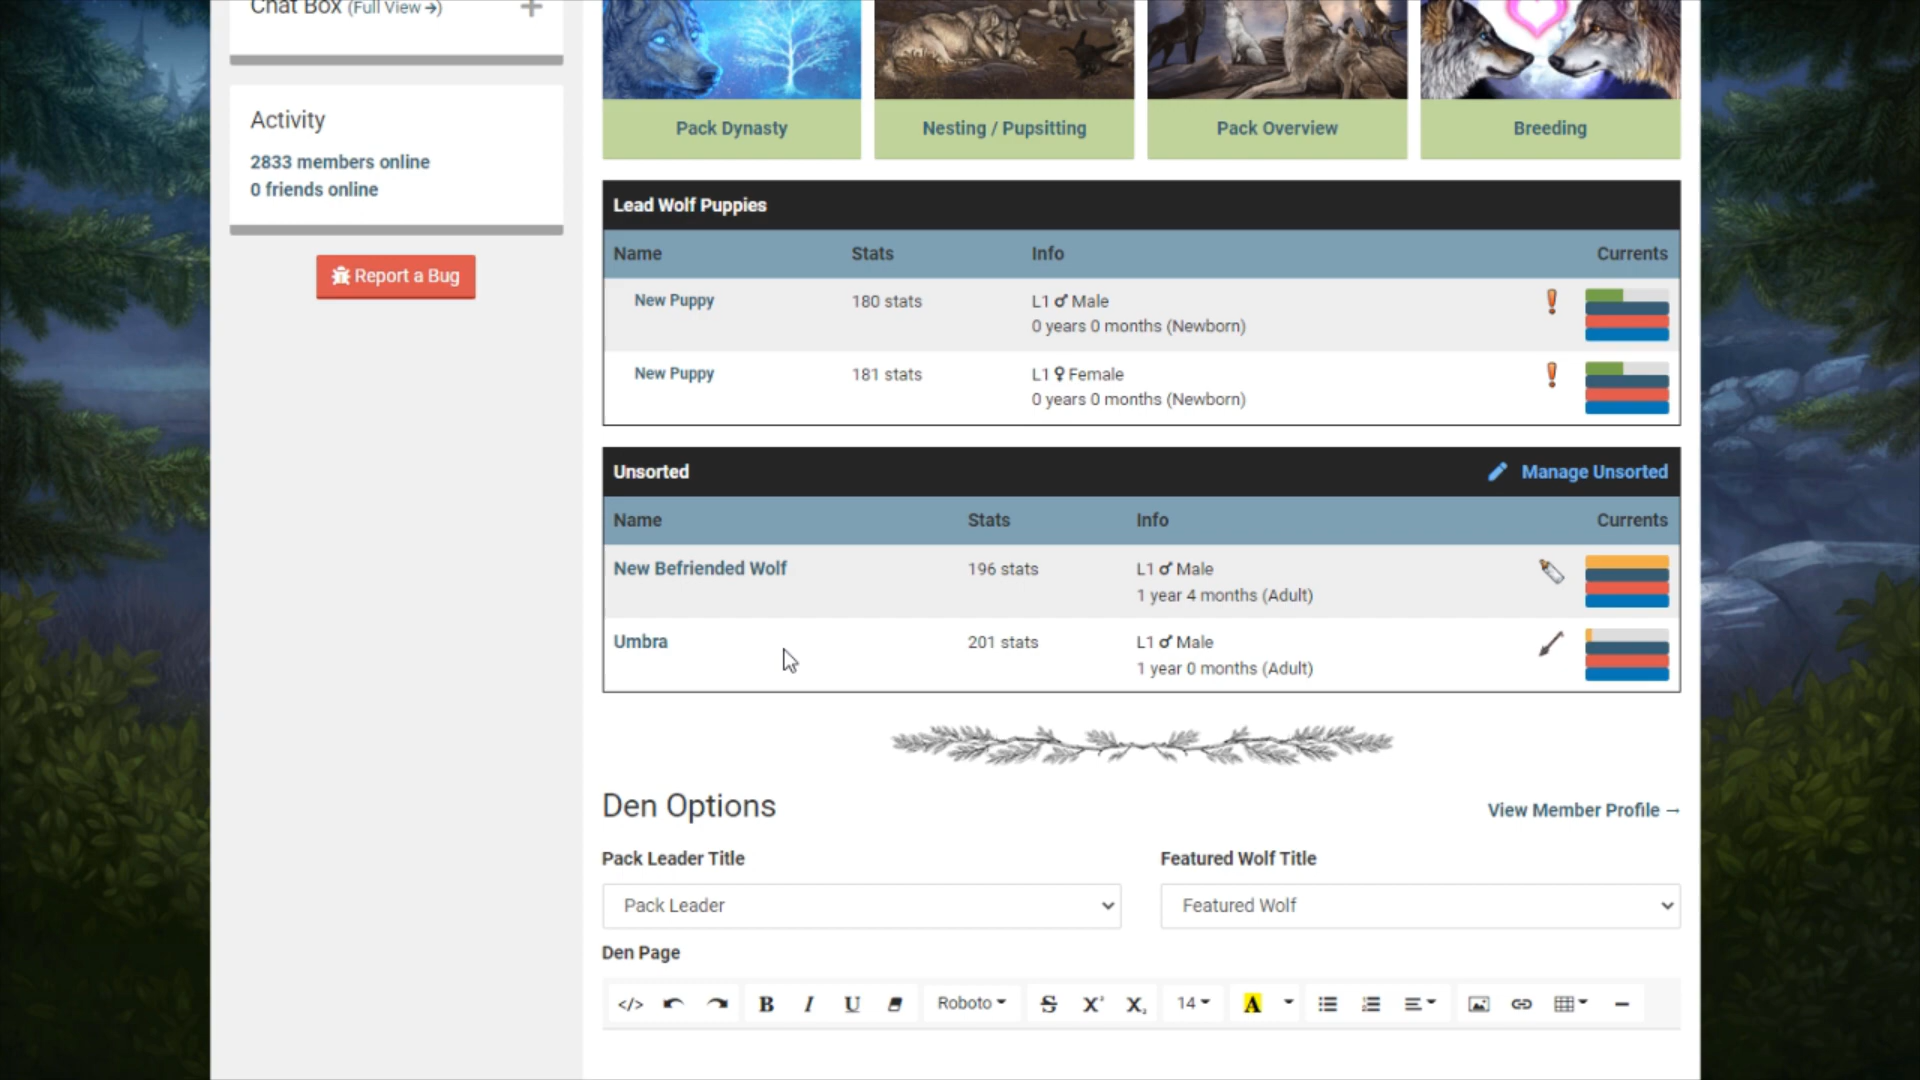 Chat Box (Full View →)
Activity
2833 members online
0 friends online
Report a Bug
Pack Dynasty
Nesting / Pupsitting
Pack Overview
Breeding
Lead Wolf Puppies
Name Stats Info Currents
New Puppy 180 stats L1 ♂ Male
0 years 0 months (Newborn)
New Puppy 181 stats L1 ♀ Female
0 years 0 months (Newborn)
Unsorted Manage Unsorted
Name Stats Info Currents
New Befriended Wolf 196 stats L1 ♂ Male
1 year 4 months (Adult)
Umbra 201 stats L1 ♂ Male
1 year 0 months (Adult)
Den Options View Member Profile →
Pack Leader Title Featured Wolf Title
Pack Leader Featured Wolf
Den Page
</> B I U Roboto S X² X₂ 14 A